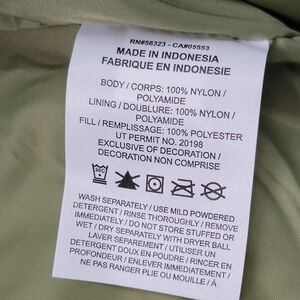 RN#56323 - CA#05553
MADE IN INDONESIA
FABRIQUE EN INDONESIE
BODY / CORPS: 100% NYLON /
POLYAMIDE
LINING / DOUBLURE: 100% NYLON /
POLYAMIDE
FILL / REMPLISSAGE: 100% POLYESTER
UT PERMIT NO. 20198
EXCLUSIVE OF DECORATION /
DECORATION NON COMPRISE
WASH SEPARATELY / USE MILD POWDERED
DETERGENT / RINSE THOROUGHLY / REMOVE
IMMEDIATELY / DO NOT STORE STUFFED OR
WET / DRY SEPARATELY WITH DRYER BALL
LAVER SEPAREMENT / UTILISER UN
DETERGENT DOUX EN POUDRE / RINCER EN
PROFONDEUR / ENLEVER IMMEDIATEMENT /
NE PAS RANGER PLIE OU MOUILLE / À